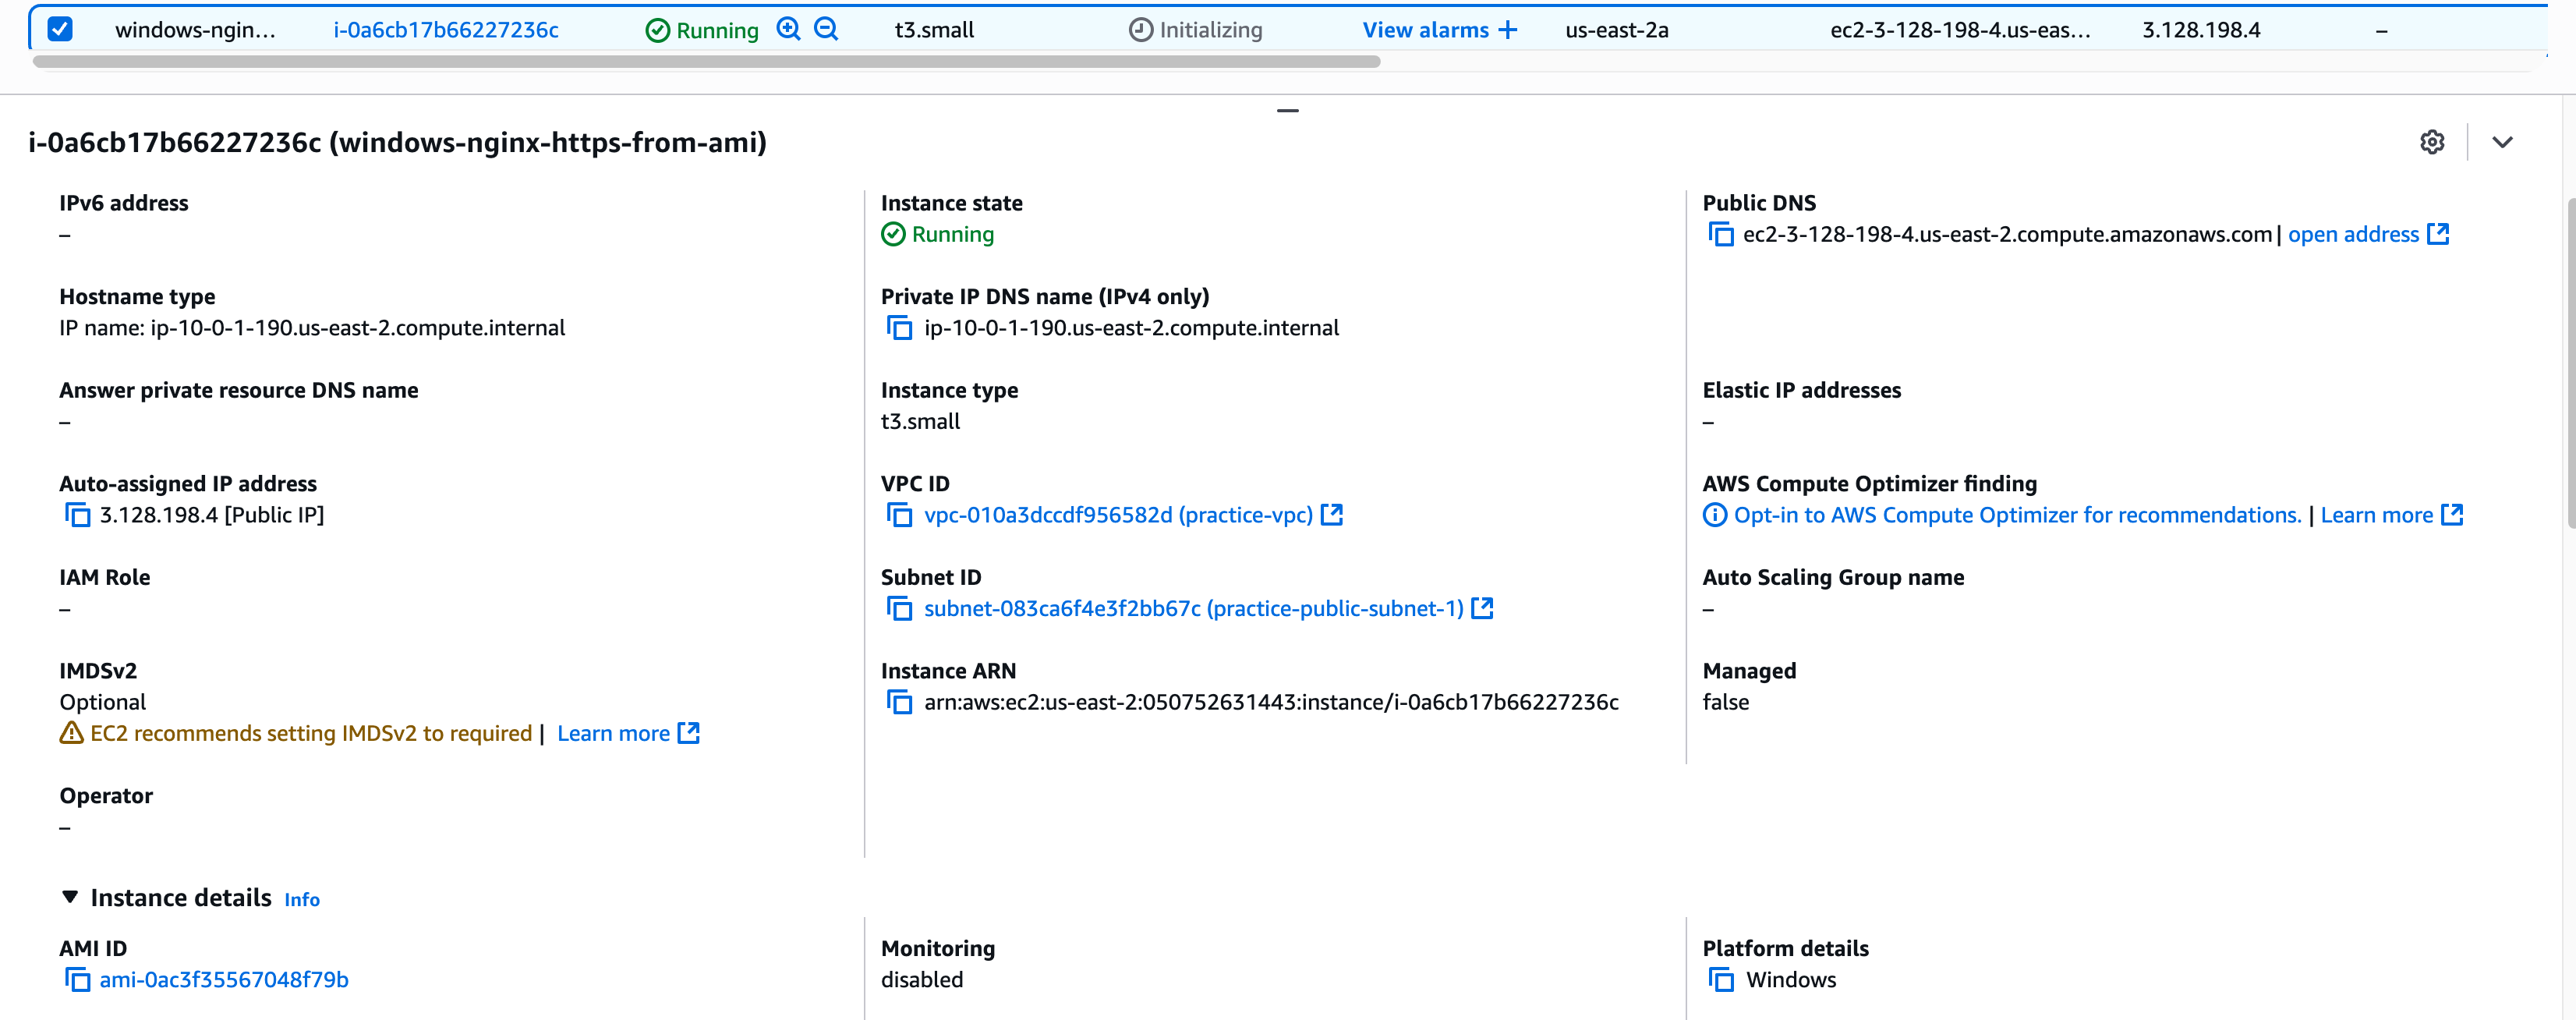 windows-ngin... i-0a6cb17b66227236c Running t3.small Initializing View alarms + us-east-2a ec2-3-128-198-4.us-eas... 3.128.198.4 –
i-0a6cb17b66227236c (windows-nginx-https-from-ami)
IPv6 address
–
Instance state
Running
Public DNS
ec2-3-128-198-4.us-east-2.compute.amazonaws.com | open address
Hostname type
IP name: ip-10-0-1-190.us-east-2.compute.internal
Private IP DNS name (IPv4 only)
ip-10-0-1-190.us-east-2.compute.internal
Answer private resource DNS name
–
Instance type
t3.small
Elastic IP addresses
–
Auto-assigned IP address
3.128.198.4 [Public IP]
VPC ID
vpc-010a3dccdf956582d (practice-vpc)
AWS Compute Optimizer finding
Opt-in to AWS Compute Optimizer for recommendations. | Learn more
IAM Role
–
Subnet ID
subnet-083ca6f4e3f2bb67c (practice-public-subnet-1)
Auto Scaling Group name
–
IMDSv2
Optional
EC2 recommends setting IMDSv2 to required | Learn more
Instance ARN
arn:aws:ec2:us-east-2:050752631443:instance/i-0a6cb17b66227236c
Managed
false
Operator
–
Instance details Info
AMI ID
ami-0ac3f35567048f79b
Monitoring
disabled
Platform details
Windows